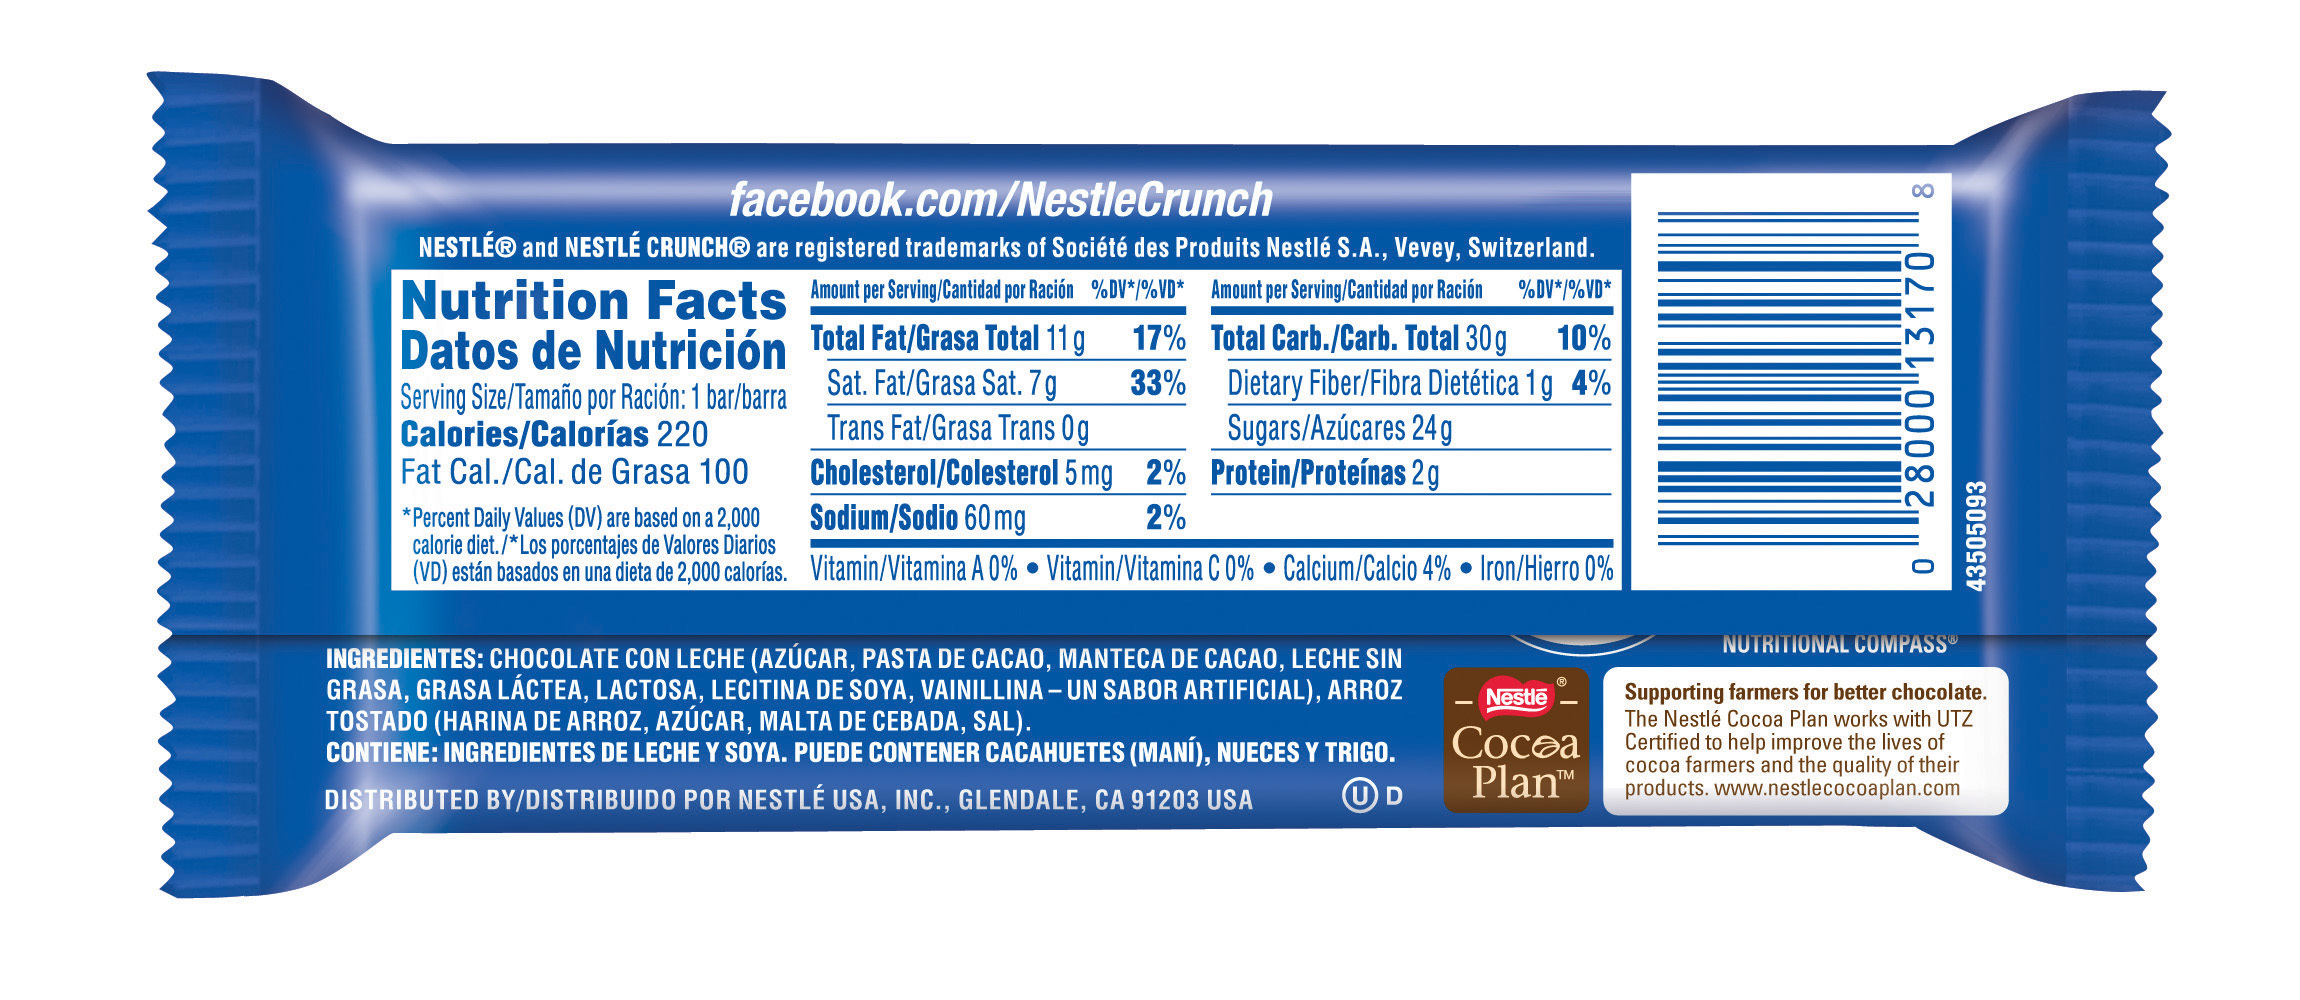 facebook.com/NestleCrunch
NESTLÉ® and NESTLÉ CRUNCH® are registered trademarks of Société des Produits Nestlé S.A., Vevey, Switzerland.
Nutrition Facts
Datos de Nutrición
Serving Size/Tamaño por Ración: 1 bar/barra
Calories/Calorías 220
Fat Cal./Cal. de Grasa 100
*Percent Daily Values (DV) are based on a 2,000
calorie diet./*Los porcentajes de Valores Diarios
(VD) están basados en una dieta de 2,000 calorías.
Amount per Serving/Cantidad por Ración %DV*/%VD*
Total Fat/Grasa Total 11g 17%
Sat. Fat/Grasa Sat. 7g 33%
Trans Fat/Grasa Trans 0g
Cholesterol/Colesterol 5mg 2%
Sodium/Sodio 60mg 2%
Amount per Serving/Cantidad por Ración %DV*/%VD*
Total Carb./Carb. Total 30g 10%
Dietary Fiber/Fibra Dietética 1g 4%
Sugars/Azúcares 24g
Protein/Proteínas 2g
Vitamin/Vitamina A 0% • Vitamin/Vitamina C 0% • Calcium/Calcio 4% • Iron/Hierro 0%
0 28000 13170 8
43505093
NUTRITIONAL COMPASS®
INGREDIENTES: CHOCOLATE CON LECHE (AZÚCAR, PASTA DE CACAO, MANTECA DE CACAO, LECHE SIN
GRASA, GRASA LÁCTEA, LACTOSA, LECITINA DE SOYA, VAINILLINA – UN SABOR ARTIFICIAL), ARROZ
TOSTADO (HARINA DE ARROZ, AZÚCAR, MALTA DE CEBADA, SAL).
CONTIENE: INGREDIENTES DE LECHE Y SOYA. PUEDE CONTENER CACAHUETES (MANÍ), NUECES Y TRIGO.
DISTRIBUTED BY/DISTRIBUIDO POR NESTLÉ USA, INC., GLENDALE, CA 91203 USA
U D
Nestlé®
Cocoa
Plan™
Supporting farmers for better chocolate.
The Nestlé Cocoa Plan works with UTZ
Certified to help improve the lives of
cocoa farmers and the quality of their
products. www.nestlecocoaplan.com